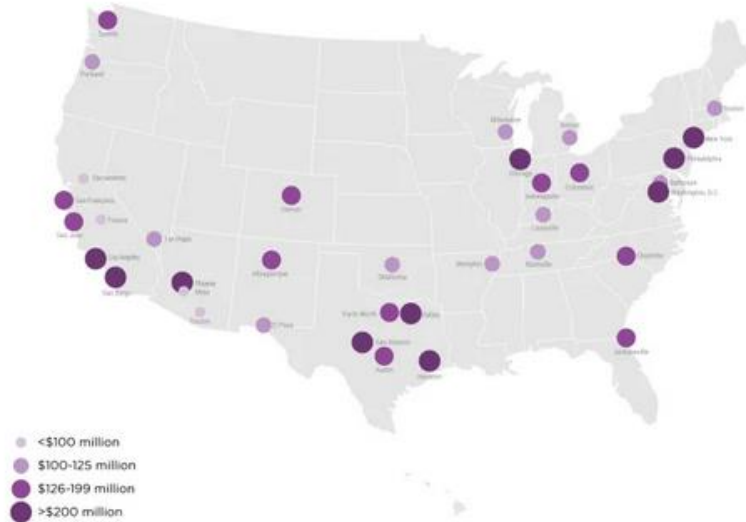 Seattle
Portland
Boston
Milwaukee
Detroit
New York
Chicago
Philadelphia
Columbus
Baltimore
Washington, D.C.
Indianapolis
Sacramento
San Francisco
Denver
Louisville
San Jose
Fresno
Las Vegas
Nashville
Charlotte
Los Angeles
Albuquerque
Oklahoma
Memphis
San Diego
Phoenix
Mesa
Tucson
El Paso
Forth Worth
Dallas
Jacksonville
San Antonio
Austin
Houston
<$100 million
$100-125 million
$126-199 million
>$200 million